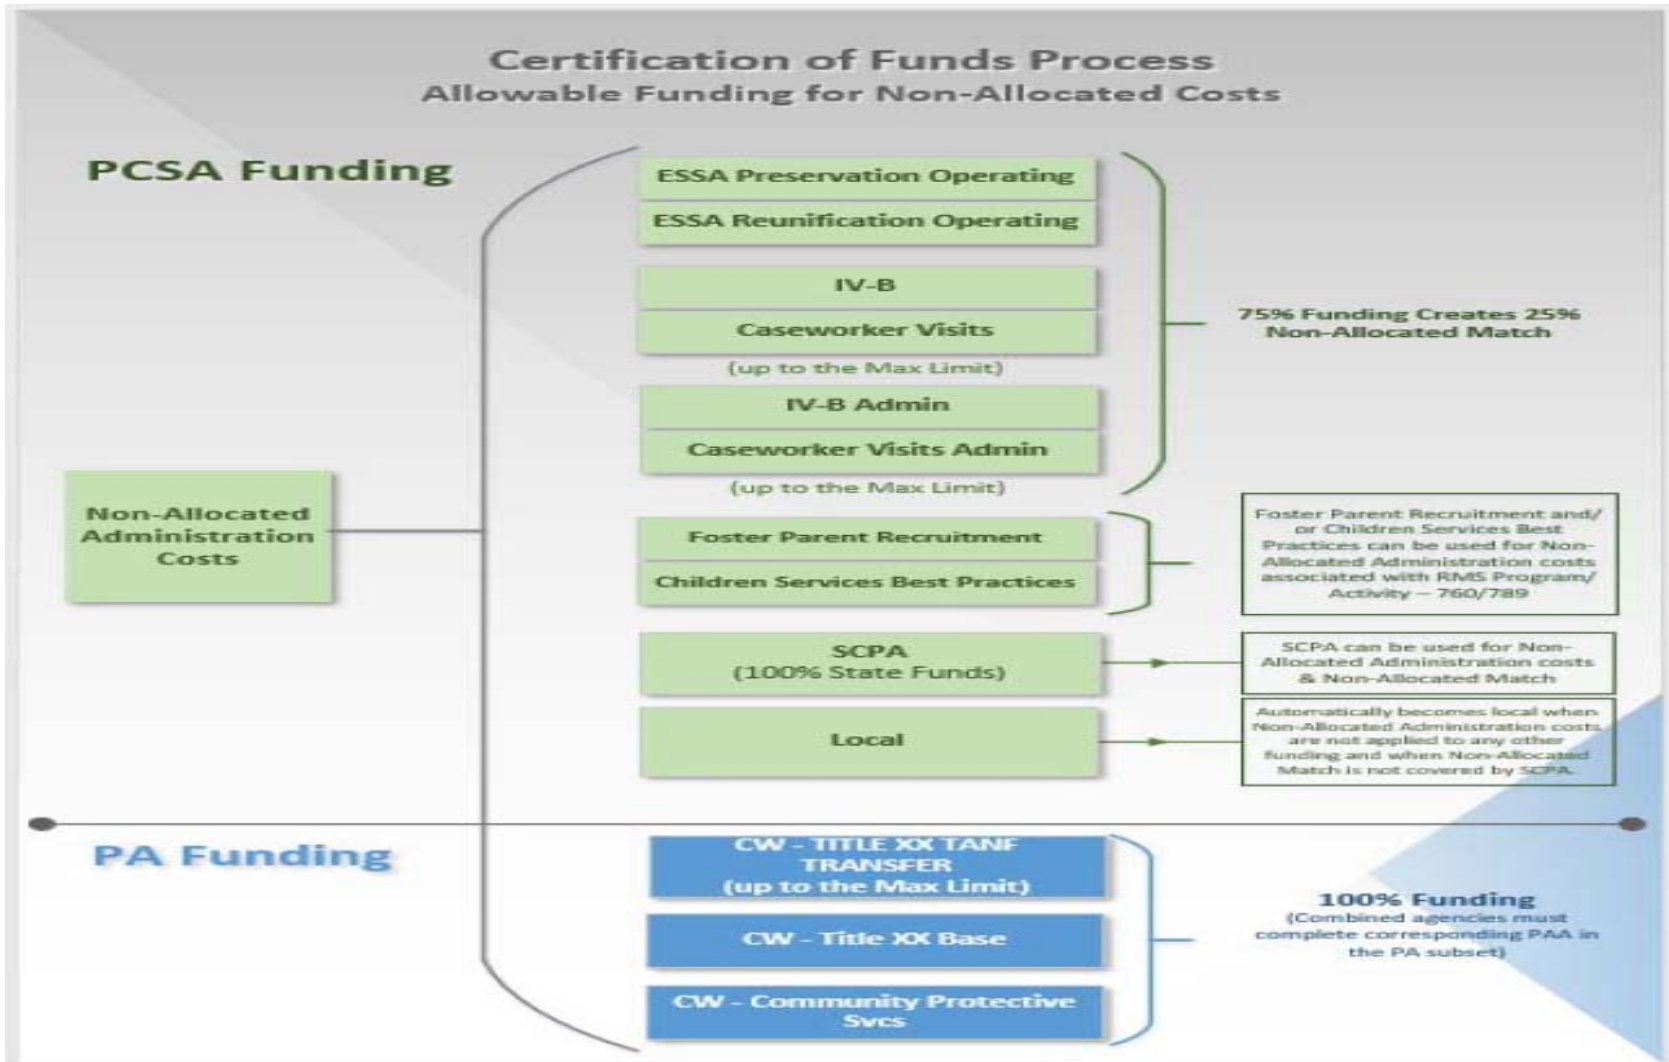 Certification of Funds Process
Allowable Funding for Non-Allocated Costs
PCSA Funding
ESSA Preservation Operating
ESSA Reunification Operating
IV-B
Caseworker Visits
(up to the Max Limit)
IV-B Admin
Caseworker Visits Admin
(up to the Max Limit)
75% Funding Creates 25%
Non-Allocated Match
Non-Allocated
Administration
Costs
Foster Parent Recruitment
Children Services Best Practices
Foster Parent Recruitment and/
or Children Services Best
Practices can be used for Non-
Allocated Administration costs
associated with RMS Program/
Activity – 760/789
SCPA
(100% State Funds)
SCPA can be used for Non-
Allocated Administration costs
& Non-Allocated Match
Local
Automatically becomes local when
Non-Allocated Administration costs
are not applied to any other
funding and when Non-Allocated
Match is not covered by SCPA.
PA Funding
CW - TITLE XX TANF
TRANSFER
(up to the Max Limit)
CW - Title XX Base
CW - Community Protective
Svcs
100% Funding
(Combined agencies must
complete corresponding PAA in
the PA subset)